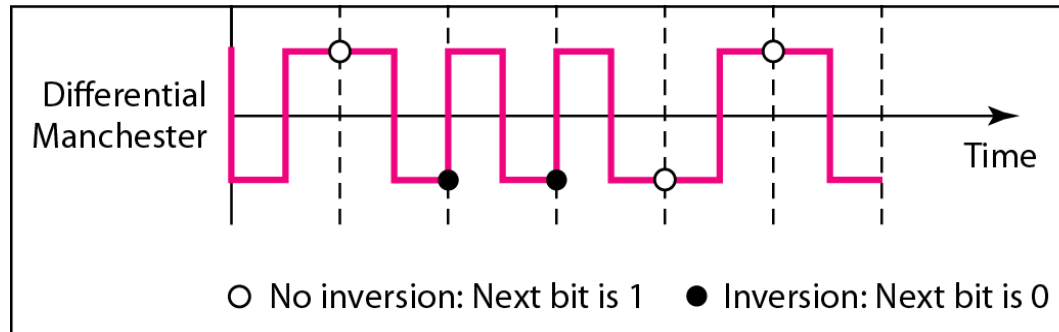 Differential
Manchester
Time
No inversion: Next bit is 1
Inversion: Next bit is 0